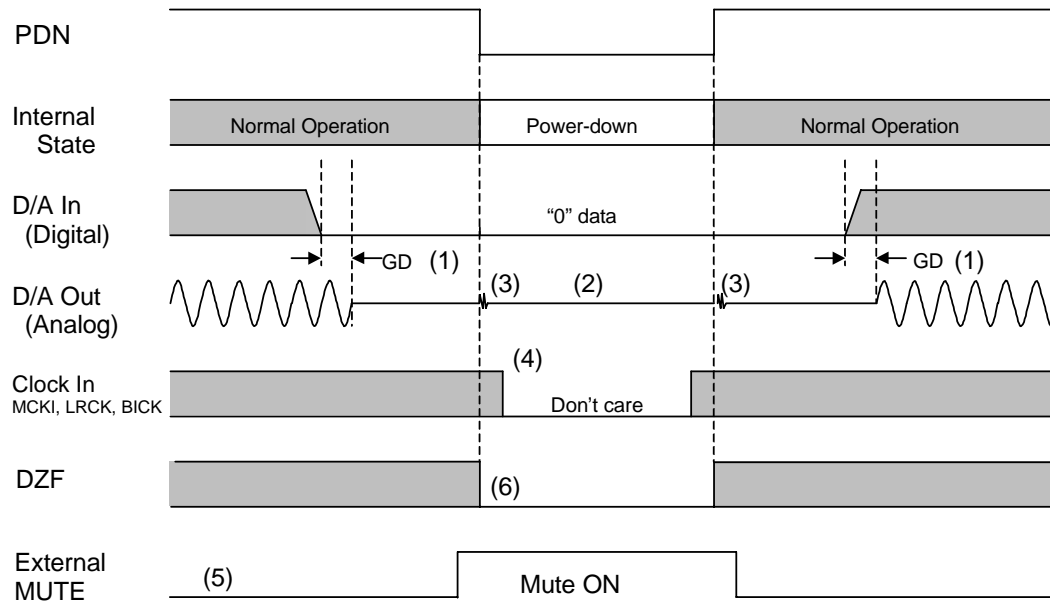 PDN
Internal
State
Normal Operation
Power-down
Normal Operation
D/A In
(Digital)
“0” data
GD (1)
GD (1)
D/A Out
(Analog)
(3)
(2)
(3)
Clock In
MCKI, LRCK, BICK
(4)
Don't care
DZF
(6)
External
MUTE
(5)
Mute ON